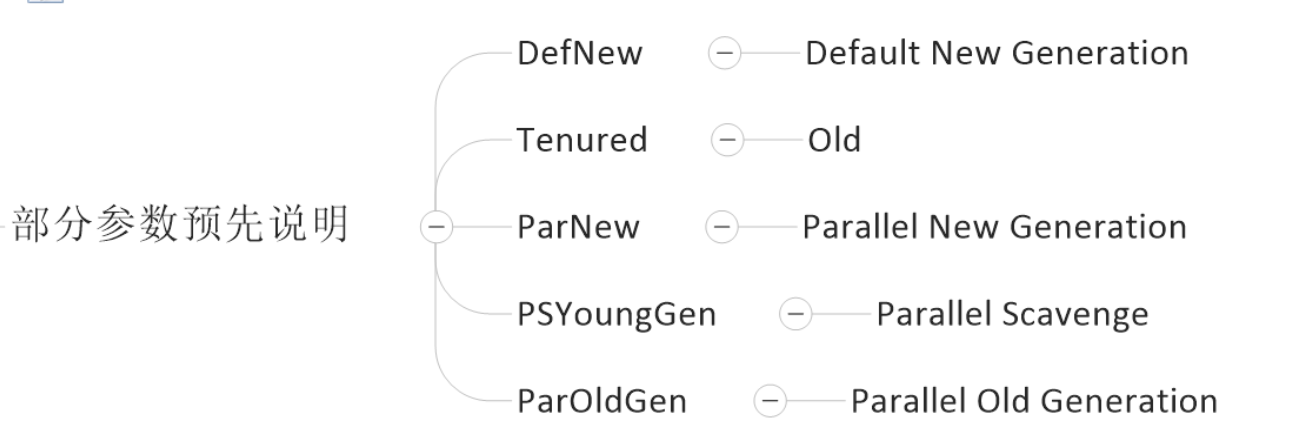 DefNew Default New Generation
Tenured Old
部分参数预先说明 ParNew Parallel New Generation
PSYoungGen Parallel Scavenge
ParOldGen Parallel Old Generation